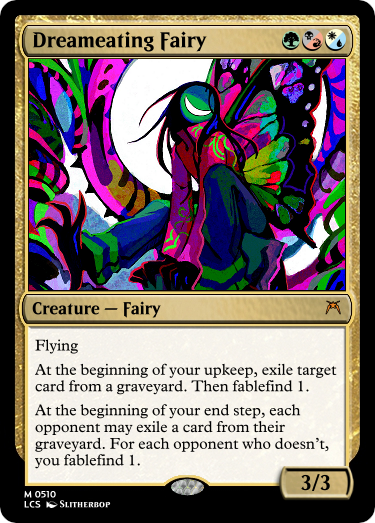 Dreameating Fairy
Creature — Fairy
Flying
At the beginning of your upkeep, exile target
card from a graveyard. Then fablefind 1.
At the beginning of your end step, each
opponent may exile a card from their
graveyard. For each opponent who doesn't,
you fablefind 1.
3/3
M 0510
LCS Slitherbop